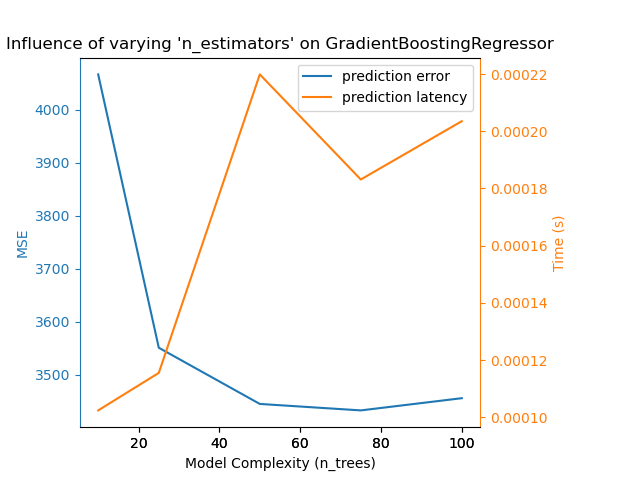 Influence of varying 'n_estimators' on GradientBoostingRegressor
prediction error
prediction latency
4000
3900
3800
3700
3600
3500
MSE
0.00022
0.00020
0.00018
0.00016
0.00014
0.00012
0.00010
Time (s)
20 40 60 80 100
Model Complexity (n_trees)